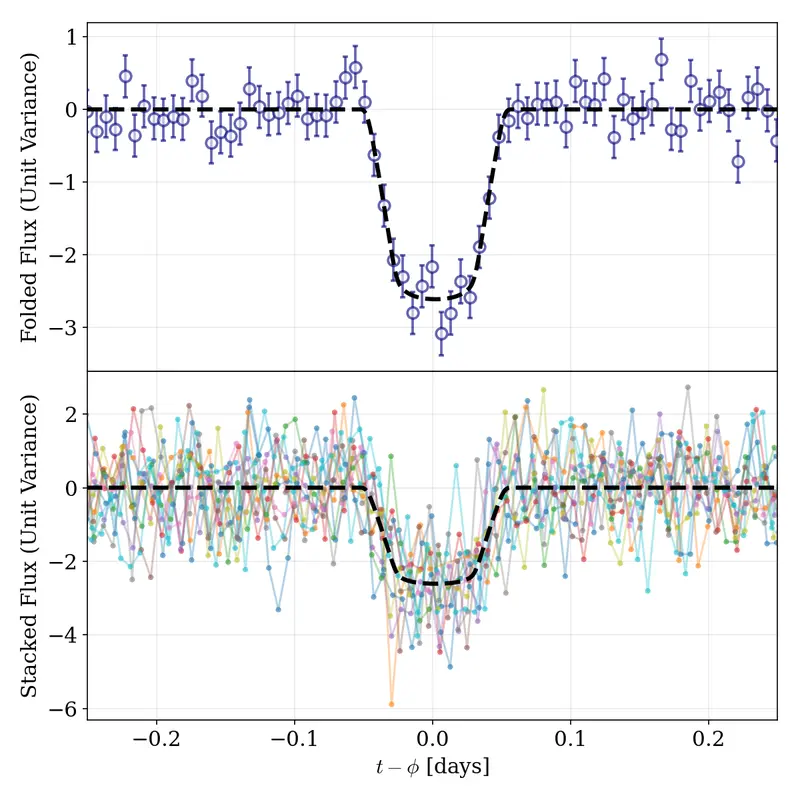 Folded Flux (Unit Variance)
1
0
−1
−2
−3
Stacked Flux (Unit Variance)
2
0
−2
−4
−6
−0.2 −0.1 0.0 0.1 0.2
t − ϕ [days]